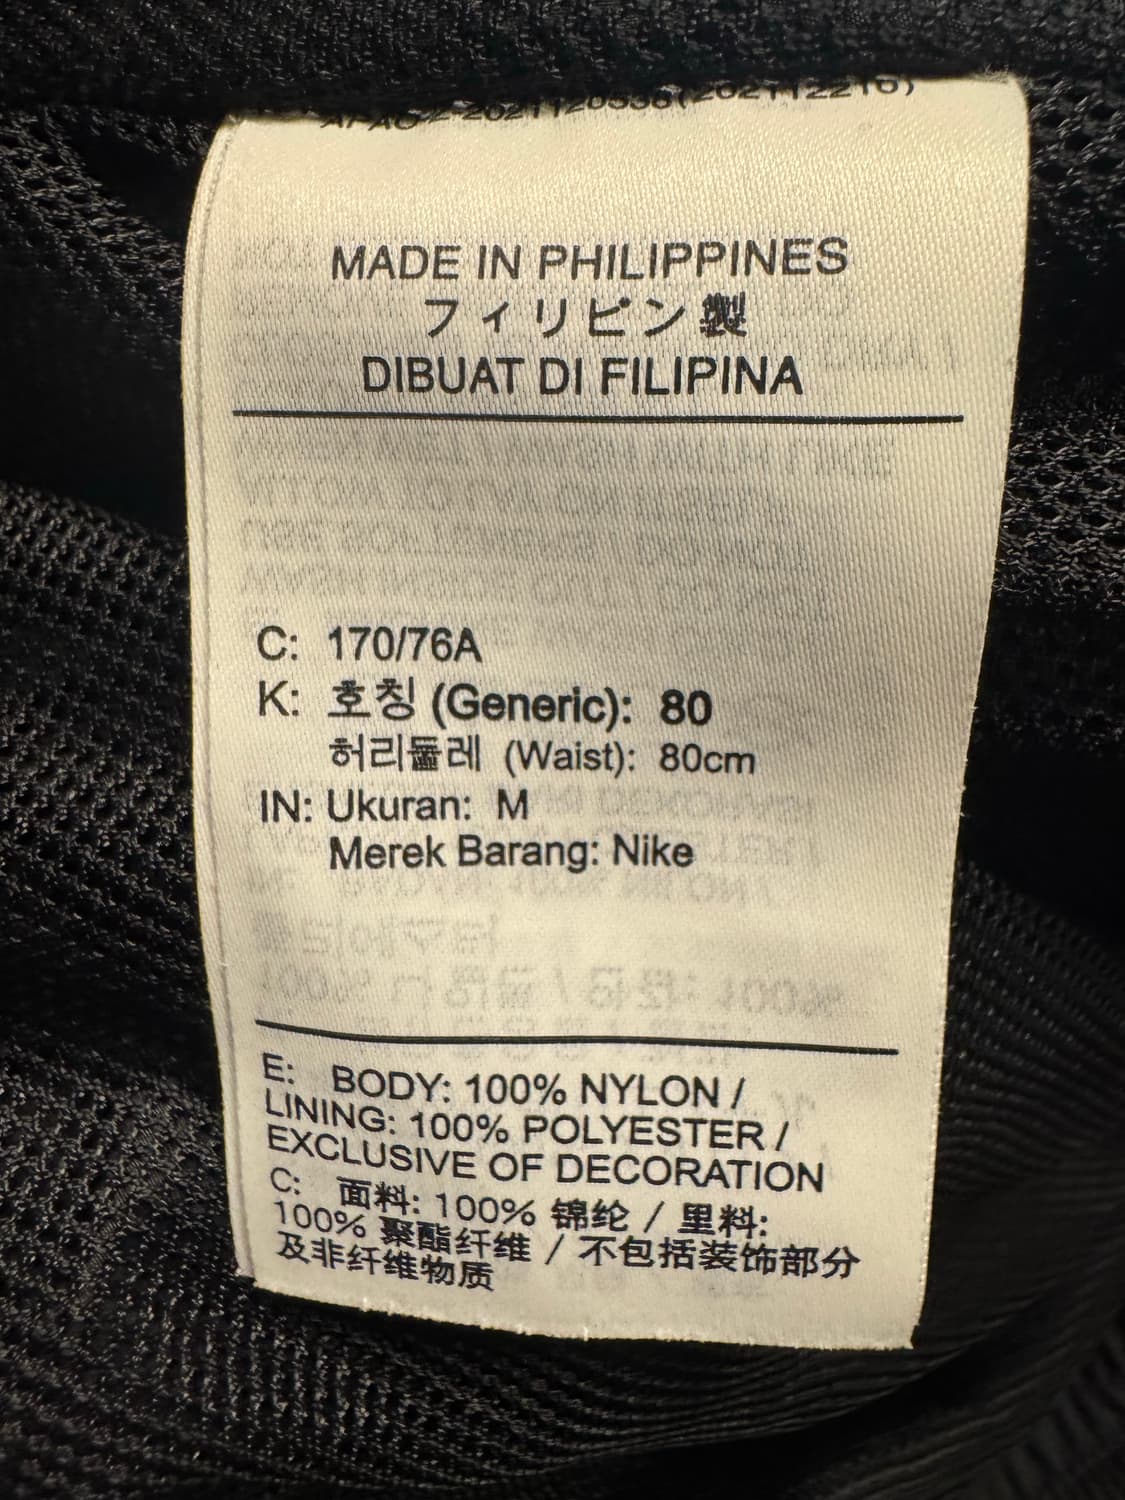 MADE IN PHILIPPINES
フィリピン製
DIBUAT DI FILIPINA
C: 170/76A
K: 호칭 (Generic): 80
허리둘레 (Waist): 80cm
IN: Ukuran: M
Merek Barang: Nike
E: BODY: 100% NYLON /
LINING: 100% POLYESTER /
EXCLUSIVE OF DECORATION
C: 面料: 100% 锦纶 / 里料:
100% 聚酯纤维 / 不包括装饰部分
及非纤维物质